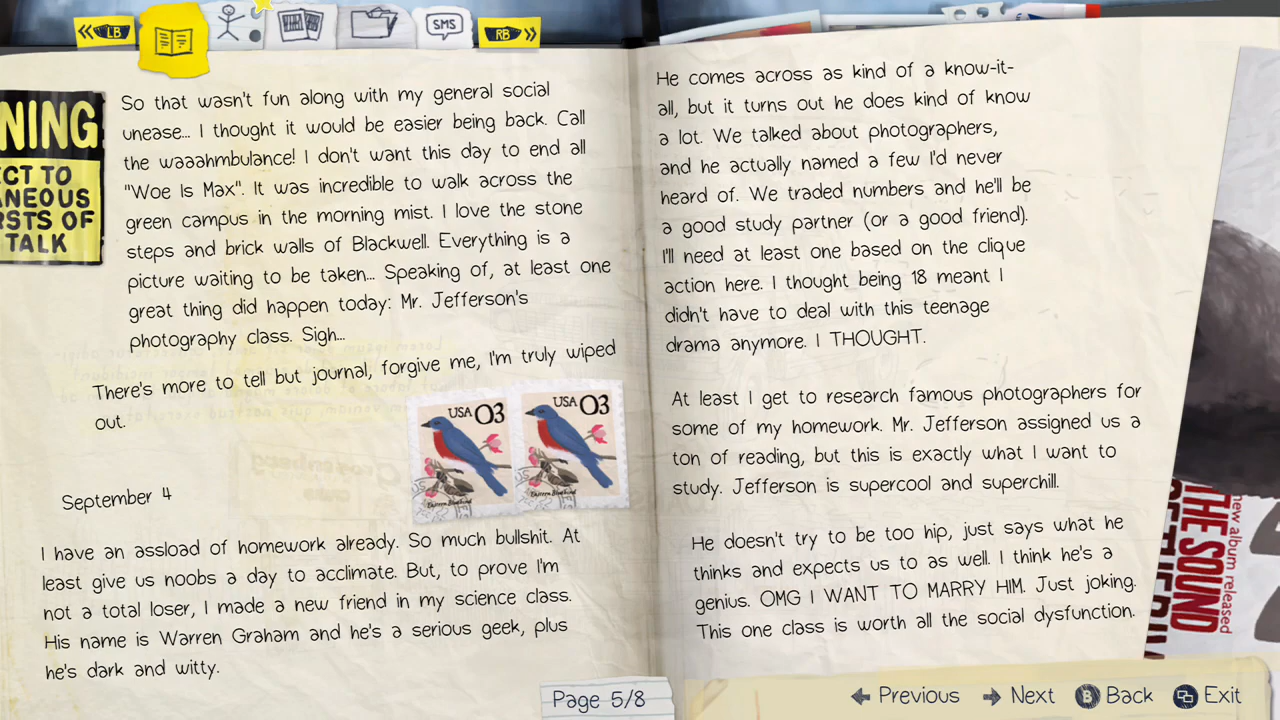 LB
SMS
RB
NING
ECT TO
ANEOUS
RSTS OF
TALK
So that wasn't fun along with my general social
unease... I thought it would be easier being back. Call
the waaahmbulance! I don't want this day to end all
"Woe Is Max". It was incredible to walk across the
green campus in the morning mist. I love the stone
steps and brick walls of Blackwell. Everything is a
picture waiting to be taken... Speaking of, at least one
great thing did happen today: Mr. Jefferson's
photography class. Sigh...
There's more to tell but journal, forgive me, I'm truly wiped
out.
USA 03
USA 03
Eastern Bluebird
Eastern Bluebird
September 4
I have an assload of homework already. So much bullshit. At
least give us noobs a day to acclimate. But, to prove I'm
not a total loser, I made a new friend in my science class.
His name is Warren Graham and he's a serious geek, plus
he's dark and witty.
He comes across as kind of a know-it-
all, but it turns out he does kind of know
a lot. We talked about photographers,
and he actually named a few I'd never
heard of. We traded numbers and he'll be
a good study partner (or a good friend).
I'll need at least one based on the clique
action here. I thought being 18 meant I
didn't have to deal with this teenage
drama anymore. I THOUGHT.
At least I get to research famous photographers for
some of my homework. Mr. Jefferson assigned us a
ton of reading, but this is exactly what I want to
study. Jefferson is supercool and superchill.
He doesn't try to be too hip, just says what he
thinks and expects us to as well. I think he's a
genius. OMG I WANT TO MARRY HIM. Just joking.
This one class is worth all the social dysfunction.
new album released
THE SOUND
Page 5/8
Previous
Next
B Back
Exit